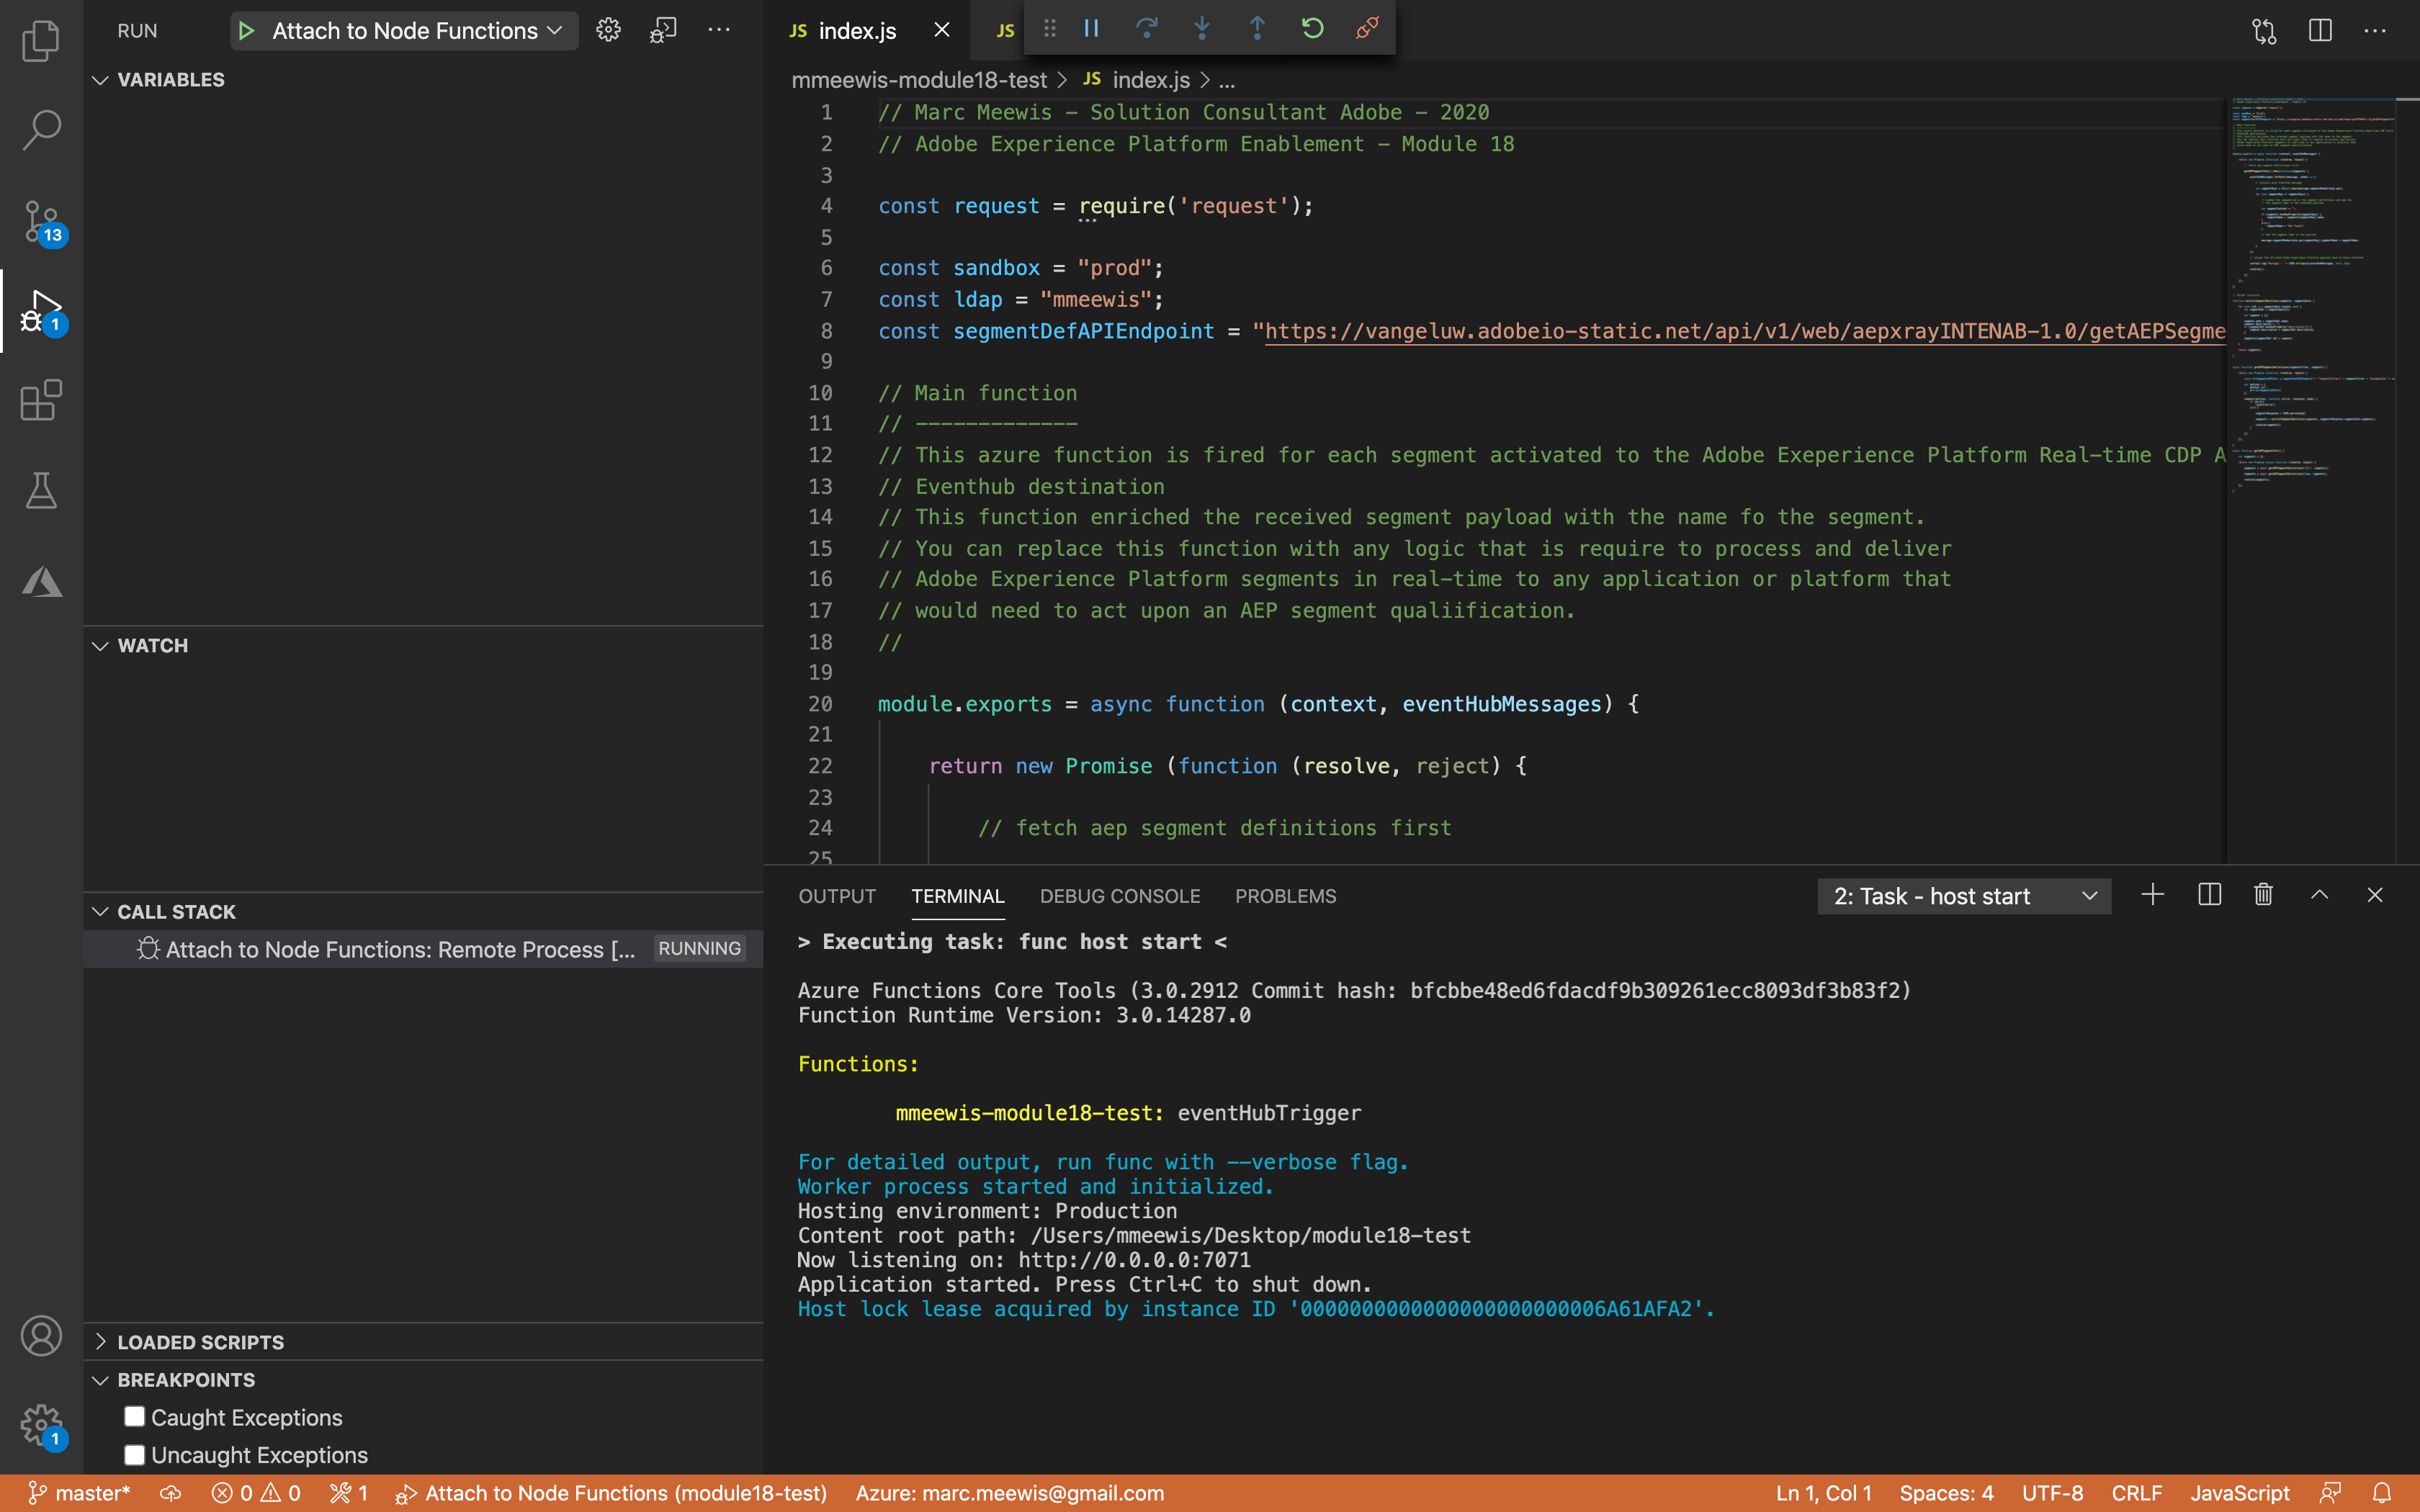 RUN
Attach to Node Functions
JS index.js
JS
VARIABLES
mmeewis-module18-test > JS index.js > ...
1 // Marc Meewis - Solution Consultant Adobe - 2020
2 // Adobe Experience Platform Enablement - Module 18
3
4 const request = require('request');
5
6 const sandbox = "prod";
7 const ldap = "mmeewis";
8 const segmentDefAPIEndpoint = "https://vangeluw.adobeio-static.net/api/v1/web/aepxrayINTENAB-1.0/getAEPSegme
9
10 // Main function
11 // -------------
12 // This azure function is fired for each segment activated to the Adobe Exeperience Platform Real-time CDP A
13 // Eventhub destination
14 // This function enriched the received segment payload with the name fo the segment.
15 // You can replace this function with any logic that is require to process and deliver
16 // Adobe Experience Platform segments in real-time to any application or platform that
17 // would need to act upon an AEP segment qualiification.
18 //
19
20 module.exports = async function (context, eventHubMessages) {
21
22 return new Promise (function (resolve, reject) {
23
24 // fetch aep segment definitions first
25
13
1
WATCH
CALL STACK
Attach to Node Functions: Remote Process [... RUNNING
LOADED SCRIPTS
BREAKPOINTS
Caught Exceptions
Uncaught Exceptions
1
OUTPUT TERMINAL DEBUG CONSOLE PROBLEMS 2: Task - host start
> Executing task: func host start <
Azure Functions Core Tools (3.0.2912 Commit hash: bfcbbe48ed6fdacdf9b309261ecc8093df3b83f2)
Function Runtime Version: 3.0.14287.0
Functions:
mmeewis-module18-test: eventHubTrigger
For detailed output, run func with --verbose flag.
Worker process started and initialized.
Hosting environment: Production
Content root path: /Users/mmeewis/Desktop/module18-test
Now listening on: http://0.0.0.0:7071
Application started. Press Ctrl+C to shut down.
Host lock lease acquired by instance ID '0000000000000000000000006A61AFA2'.
master* 0 0 1 Attach to Node Functions (module18-test) Azure: marc.meewis@gmail.com Ln 1, Col 1 Spaces: 4 UTF-8 CRLF JavaScript